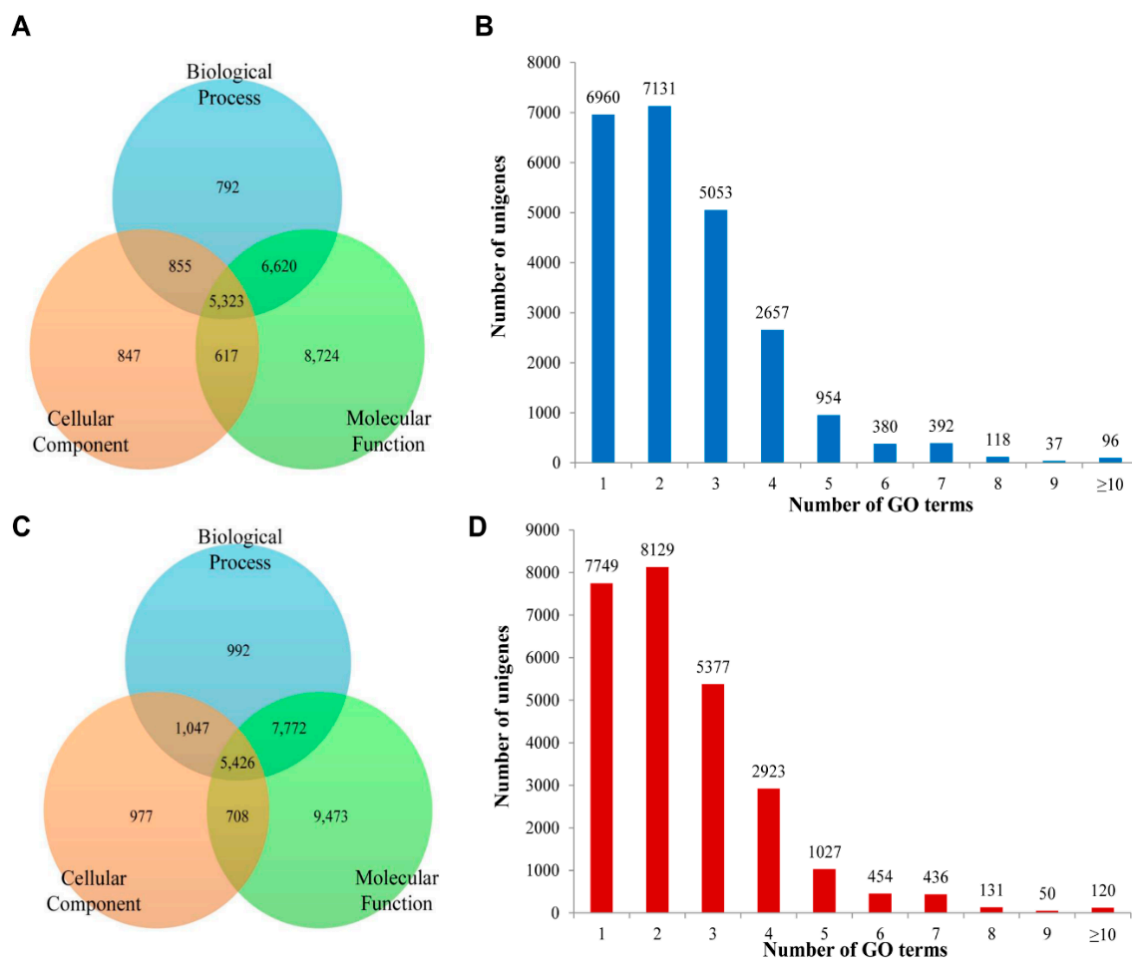 A
Biological
Process
792
855
6,620
5,323
847
617
8,724
Cellular
Component
Molecular
Function
B
Number of unigenes
8000
7000
6000
5000
4000
3000
2000
1000
0
6960
7131
5053
2657
954
380
392
118
37
96
1 2 3 4 5 6 7 8 9 ≥10
Number of GO terms
C
Biological
Process
992
1,047
7,772
5,426
977
708
9,473
Cellular
Component
Molecular
Function
D
Number of unigenes
9000
8000
7000
6000
5000
4000
3000
2000
1000
0
7749
8129
5377
2923
1027
454
436
131
50
120
1 2 3 4 5 6 7 8 9 ≥10
Number of GO terms